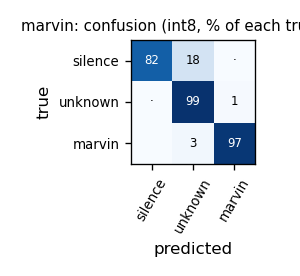 marvin: confusion (int8, % of each tru
silence 82 18 ·
unknown · 99 1
marvin 3 97
true
silence unknown marvin
predicted